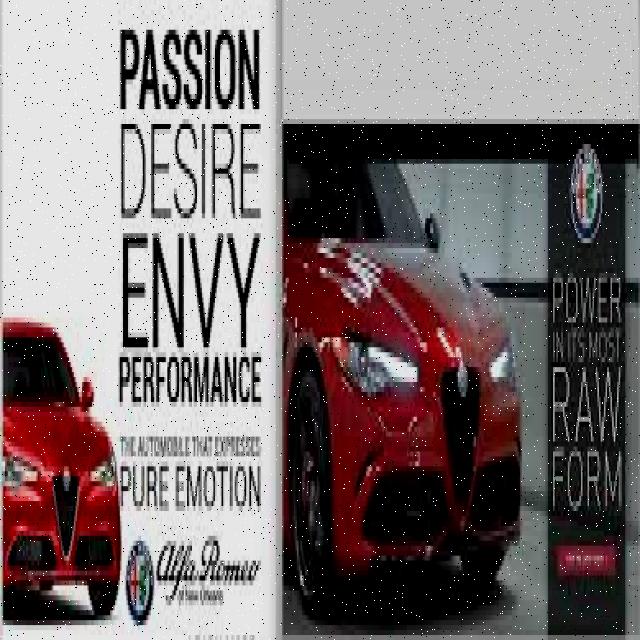 PASSION
DESIRE
ENVY
PERFORMANCE
THE AUTOMOBILE THAT EXPRESSES
PURE EMOTION
Alfa Romeo
POWER
IN ITS MOST
RAW
FORM